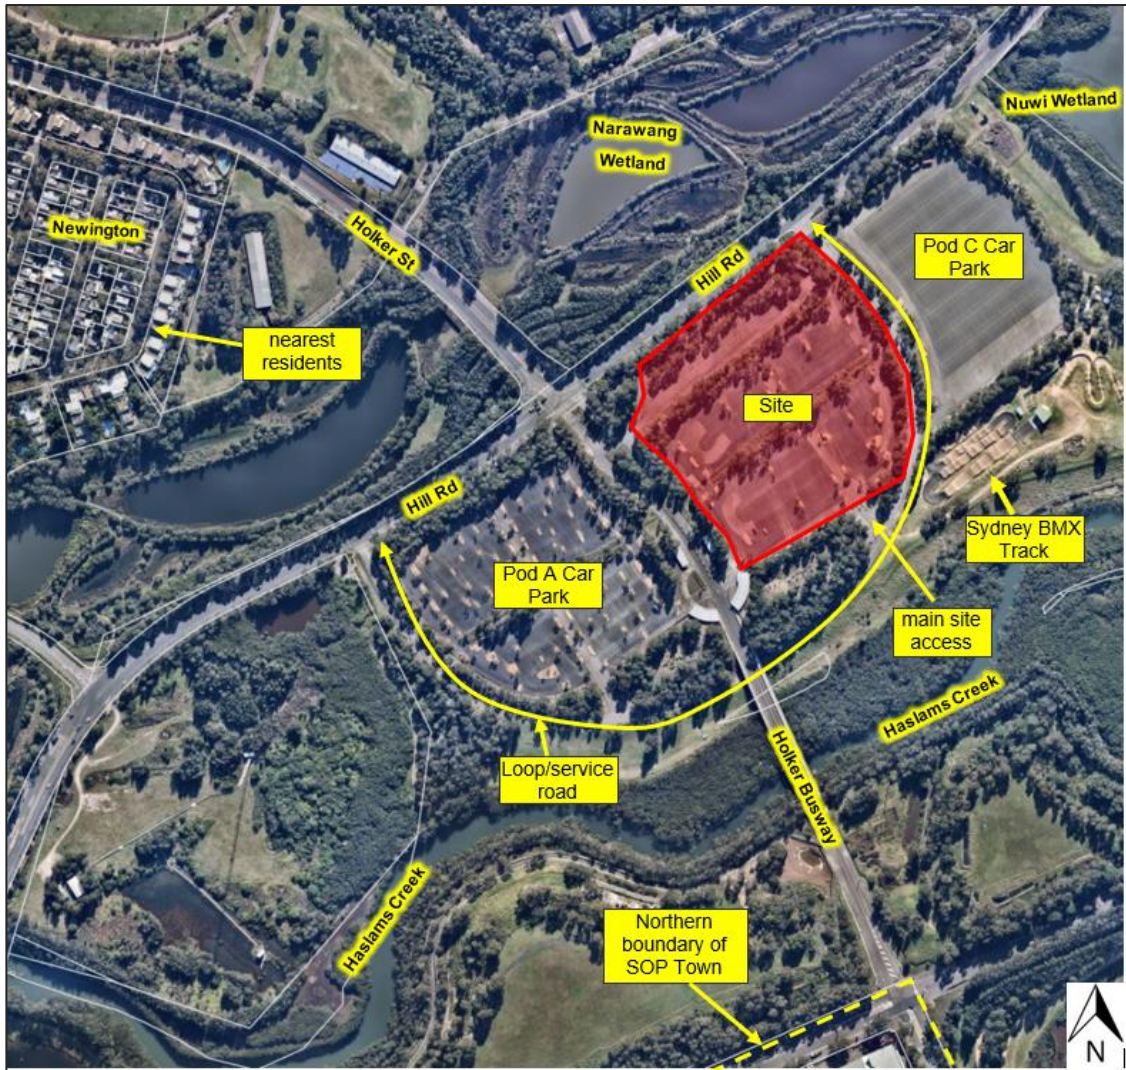 Nuwi Wetland
Narawang
Wetland
Newington
Holker St
Pod C Car
Park
Hill Rd
nearest
residents
Site
Hill Rd
Sydney BMX
Track
Pod A Car
Park
main site
access
Haslams Creek
Loop/service
road
Holker Busway
Haslams Creek
Northern
boundary of
SOP Town
N